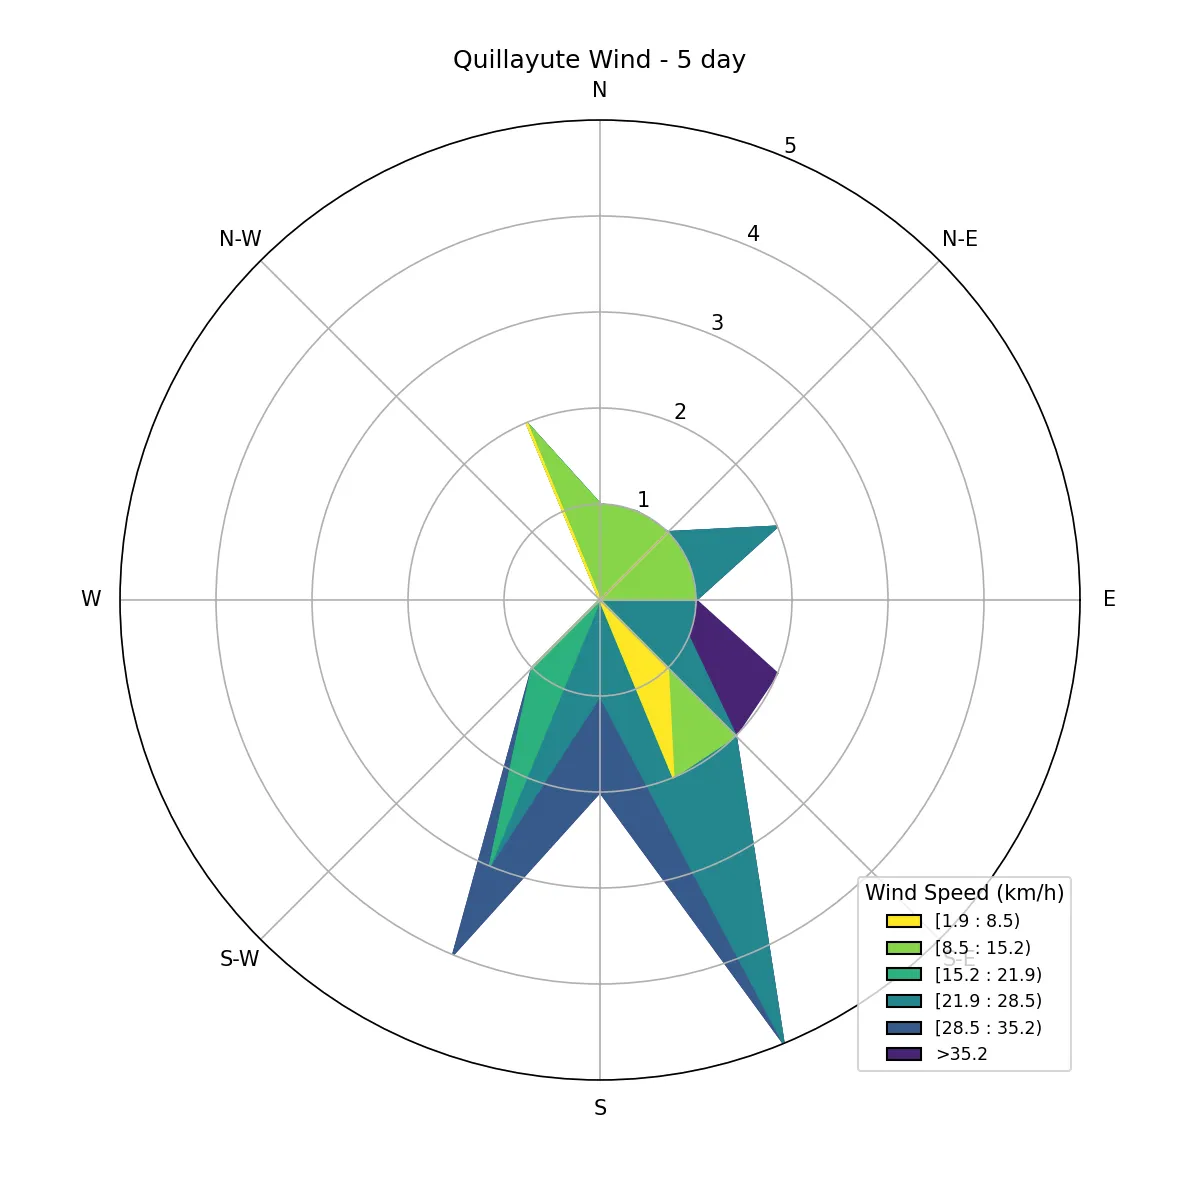 Quillayute Wind - 5 day
N
5
N-W
N-E
4
3
2
1
W
E
S-W
S-E
S
Wind Speed (km/h)
[1.9 : 8.5)
[8.5 : 15.2)
[15.2 : 21.9)
[21.9 : 28.5)
[28.5 : 35.2)
>35.2